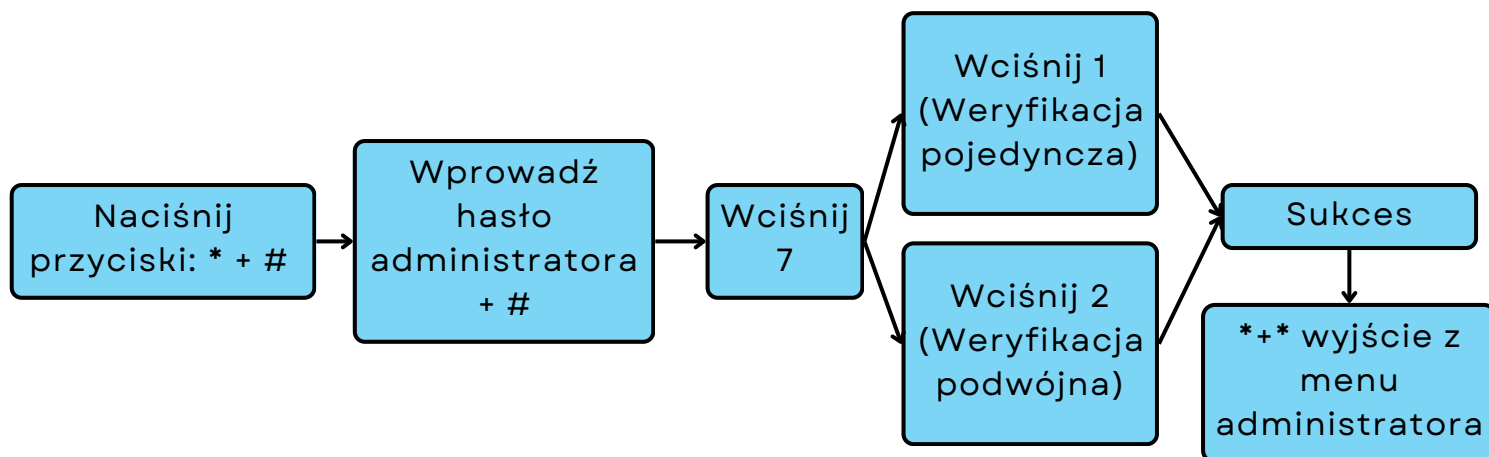 Naciśnij
przyciski: * + #
Wprowadź
hasło
administratora
+ #
Wciśnij
7
Wciśnij 1
(Weryfikacja
pojedyncza)
Wciśnij 2
(Weryfikacja
podwójna)
Sukces
*+* wyjście z
menu
administratora